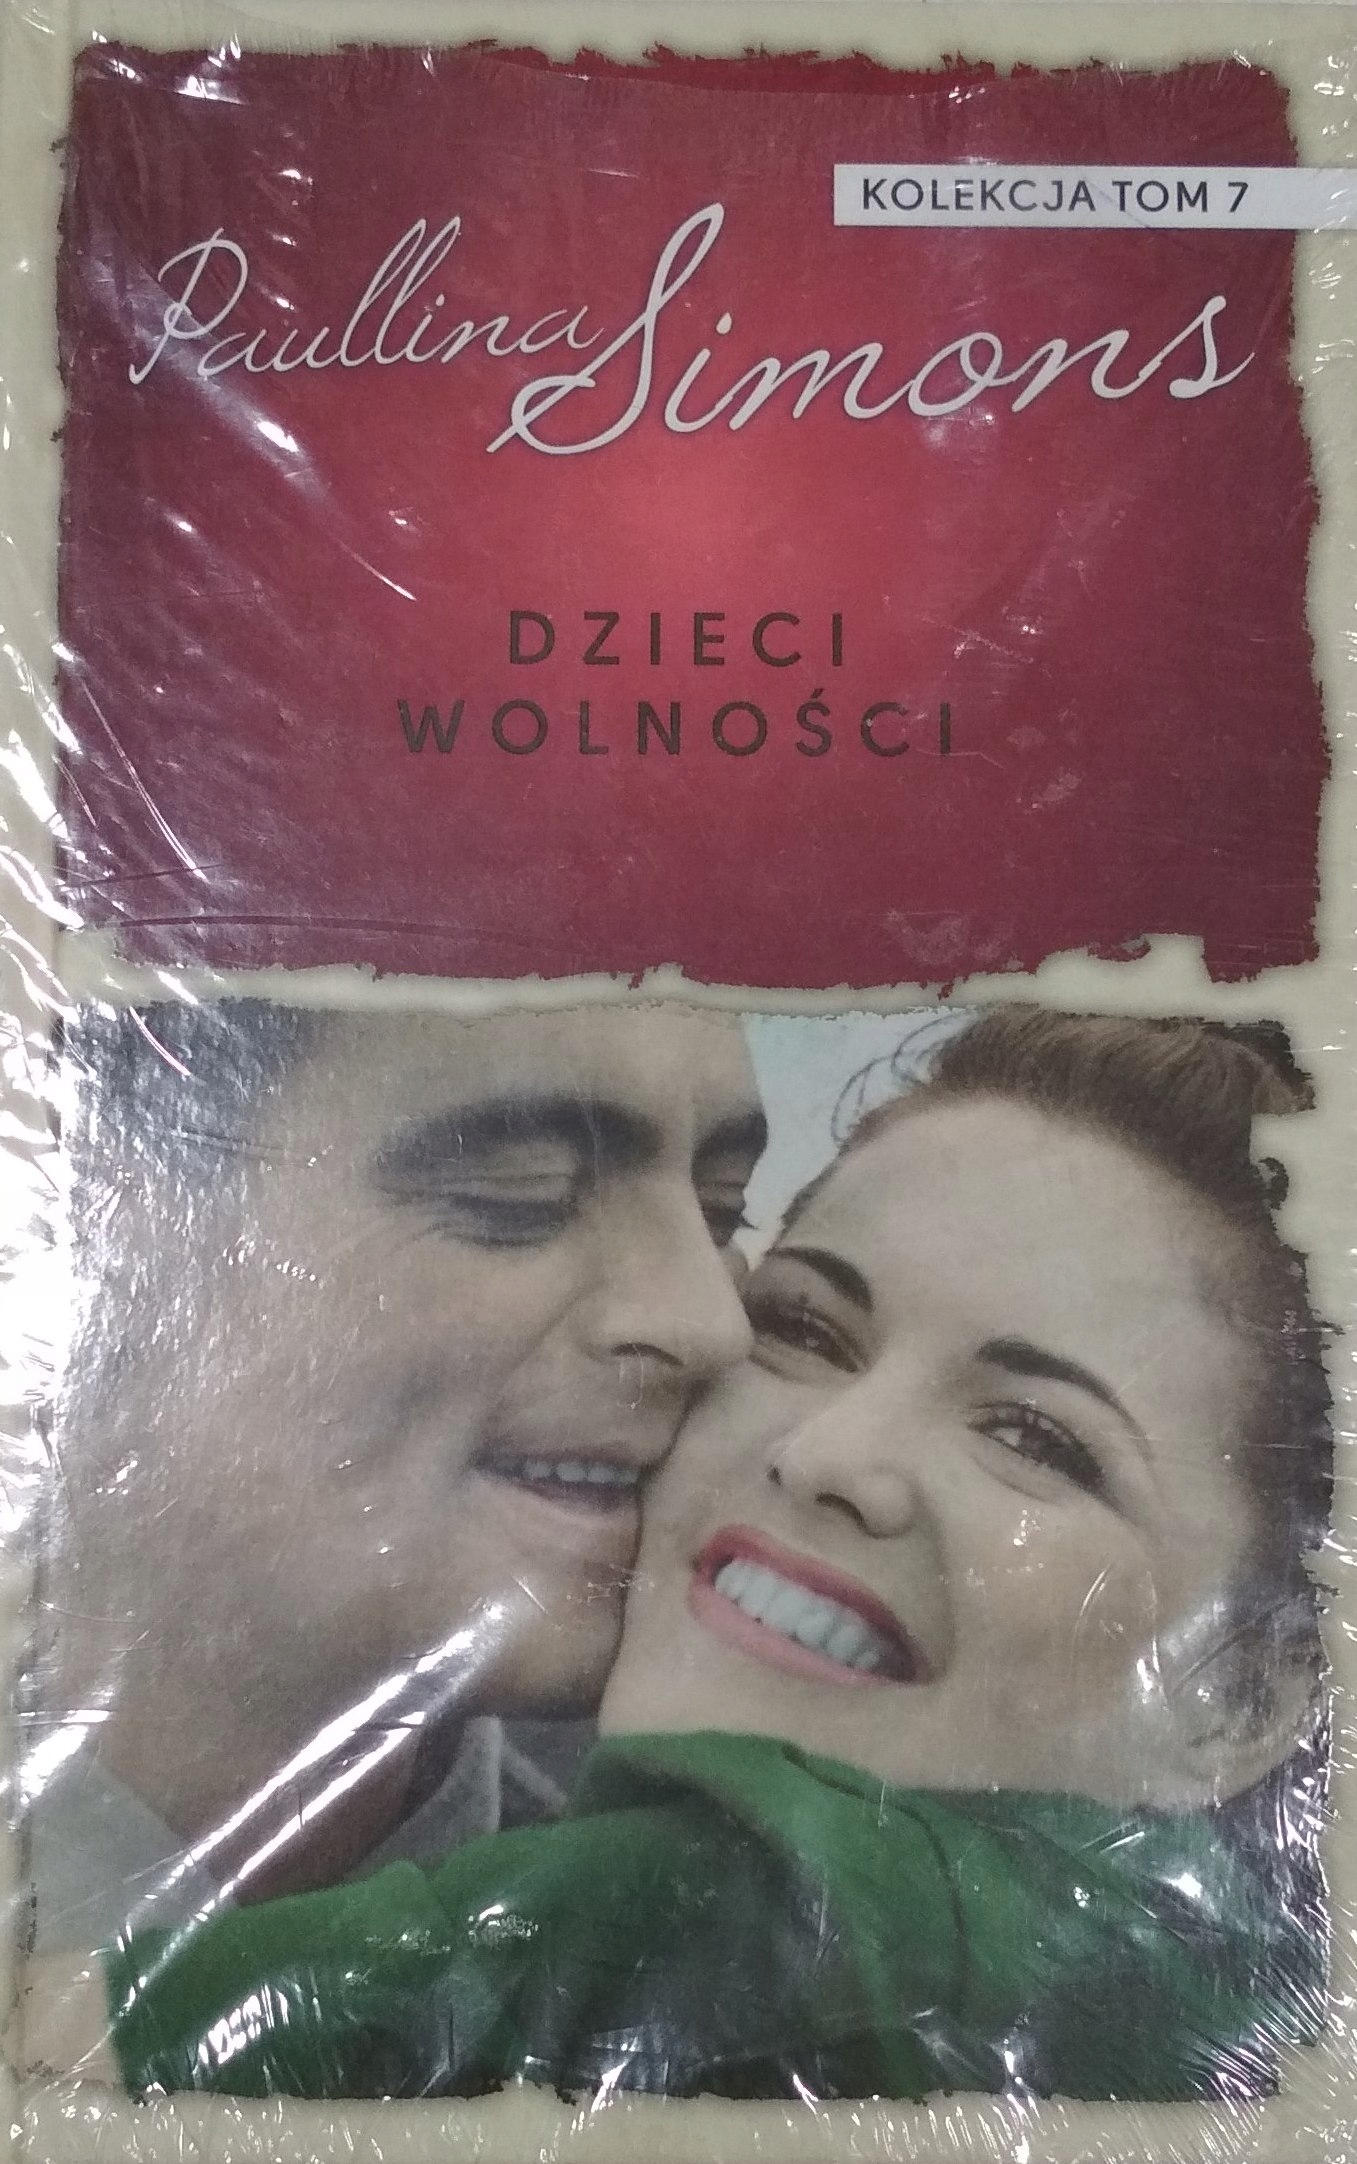 KOLEKCJA TOM 7
Paullina Simons
DZIECI
WOLNOŚCI